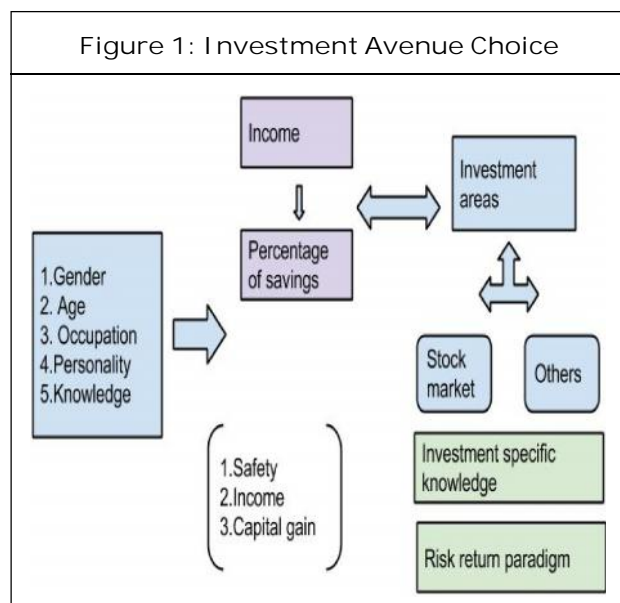 Figure 1: Investment Avenue Choice
Income
Percentage
of savings
Investment
areas
1.Gender
2. Age
3. Occupation
4.Personality
5.Knowledge
Stock
market
Others
1.Safety
2.Income
3.Capital gain
Investment specific
knowledge
Risk return paradigm